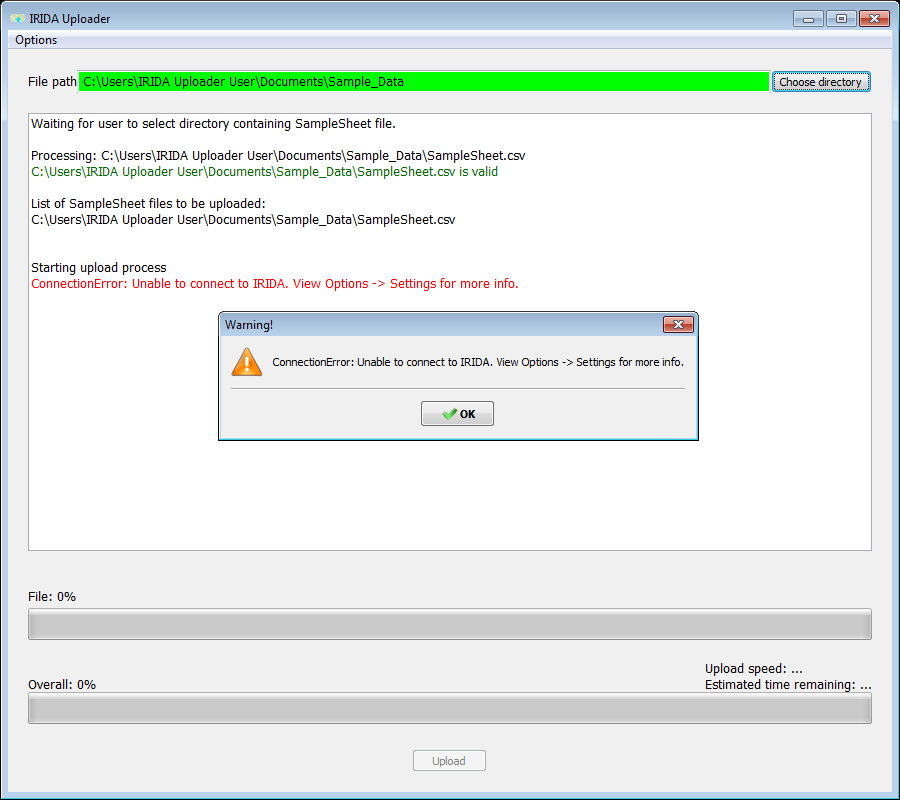 IRIDA Uploader
Options
File path C:\Users\IRIDA Uploader User\Documents\Sample_Data Choose directory
Waiting for user to select directory containing SampleSheet file.
Processing: C:\Users\IRIDA Uploader User\Documents\Sample_Data\SampleSheet.csv
C:\Users\IRIDA Uploader User\Documents\Sample_Data\SampleSheet.csv is valid
List of SampleSheet files to be uploaded:
C:\Users\IRIDA Uploader User\Documents\Sample_Data\SampleSheet.csv
Starting upload process
ConnectionError: Unable to connect to IRIDA. View Options -> Settings for more info.
Warning!
ConnectionError: Unable to connect to IRIDA. View Options -> Settings for more info.
OK
File: 0%
Upload speed: ...
Overall: 0% Estimated time remaining: ...
Upload